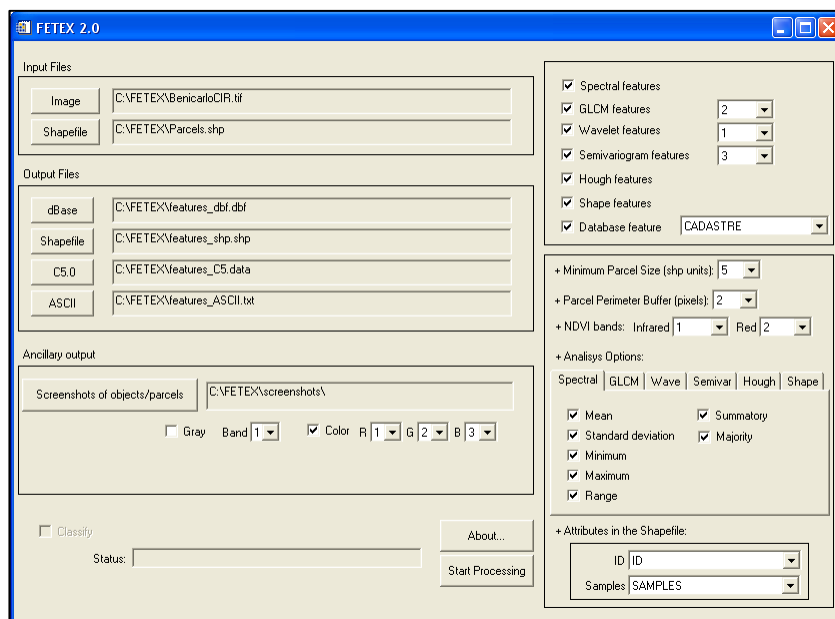 FETEX 2.0
Input Files
Image C:\FETEX\BenicarloCIR.tif
Shapefile C:\FETEX\Parcels.shp
Output Files
dBase C:\FETEX\features_dbf.dbf
Shapefile C:\FETEX\features_shp.shp
C5.0 C:\FETEX\features_C5.data
ASCII C:\FETEX\features_ASCII.txt
Ancillary output
Screenshots of objects/parcels C:\FETEX\screenshots\
Gray Band 1 Color R 1 G 2 B 3
Classify
Status:
About...
Start Processing
Spectral features
GLCM features 2
Wavelet features 1
Semivariogram features 3
Hough features
Shape features
Database feature CADASTRE
+ Minimum Parcel Size (shp units): 5
+ Parcel Perimeter Buffer (pixels): 2
+ NDVI bands: Infrared 1 Red 2
+ Analisys Options:
Spectral GLCM Wave Semivar Hough Shape
Mean Summatory
Standard deviation Majority
Minimum
Maximum
Range
+ Attributes in the Shapefile:
ID ID
Samples SAMPLES